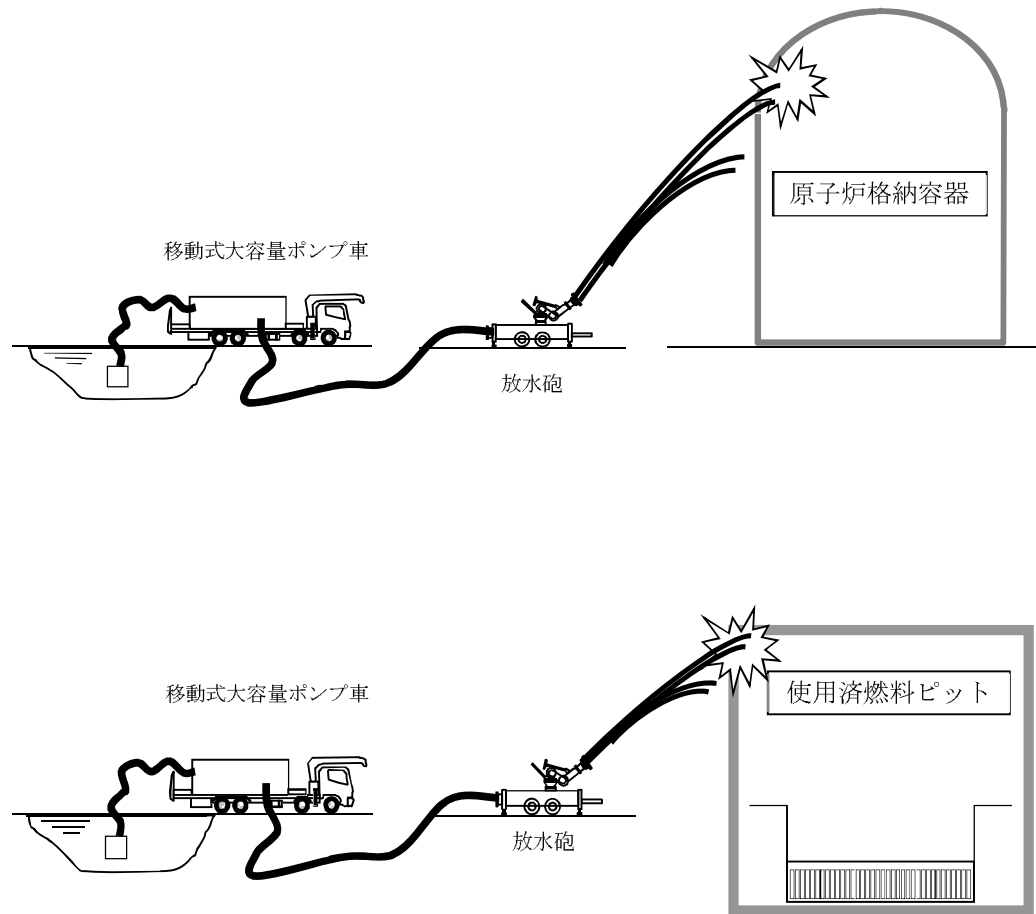 原子炉格納容器
移動式大容量ポンプ車
放水砲
使用済燃料ピット
移動式大容量ポンプ車
放水砲